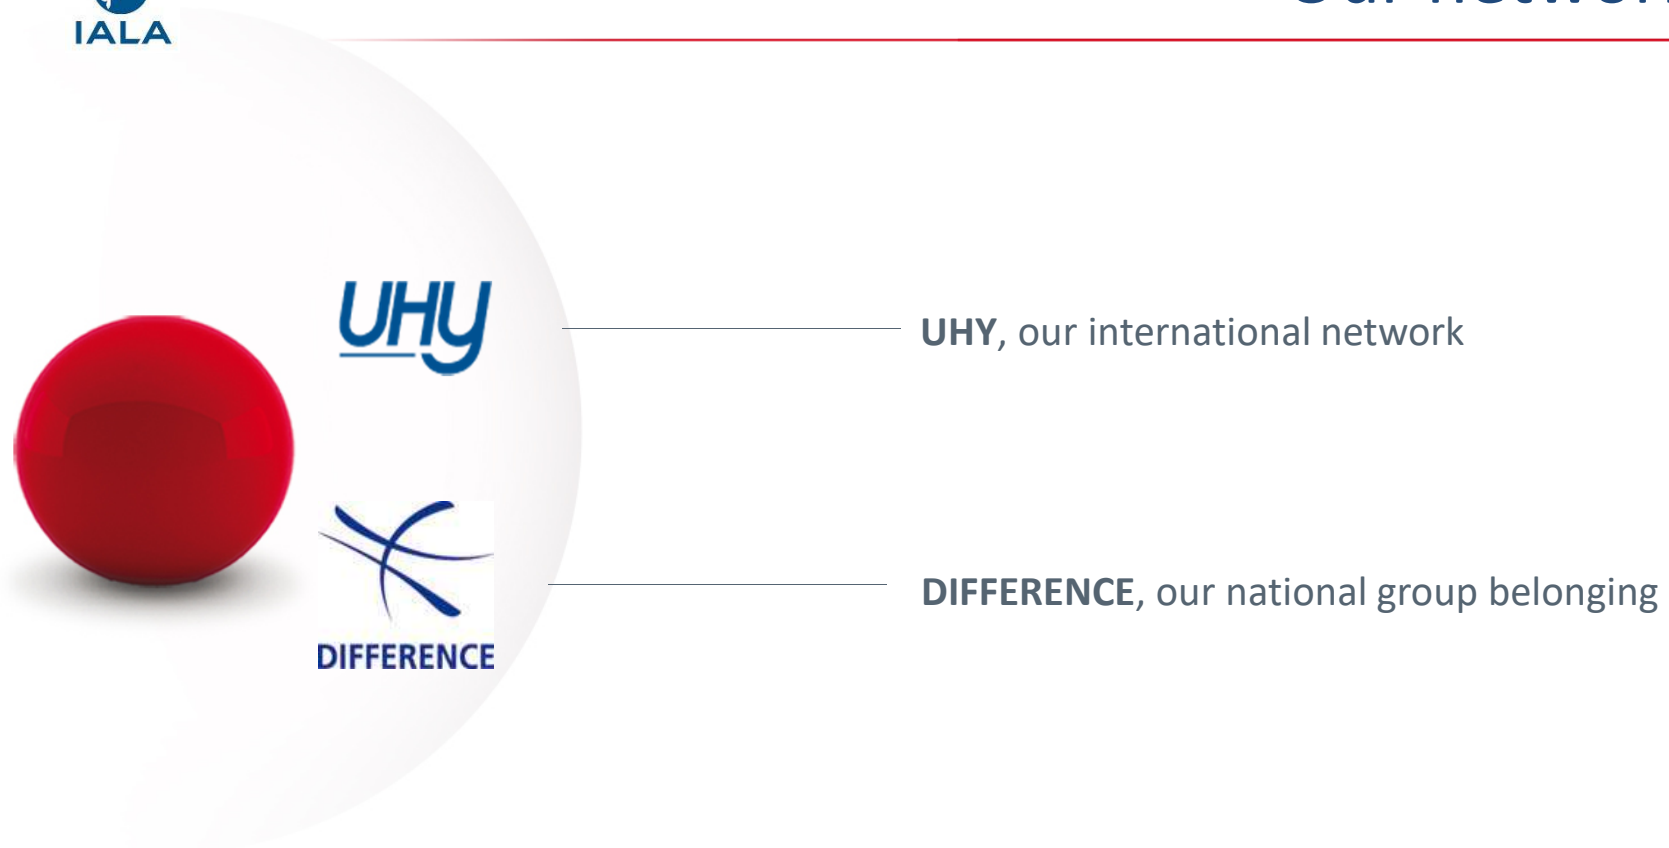 IALA
UHY
UHY, our international network
DIFFERENCE, our national group belonging
DIFFERENCE